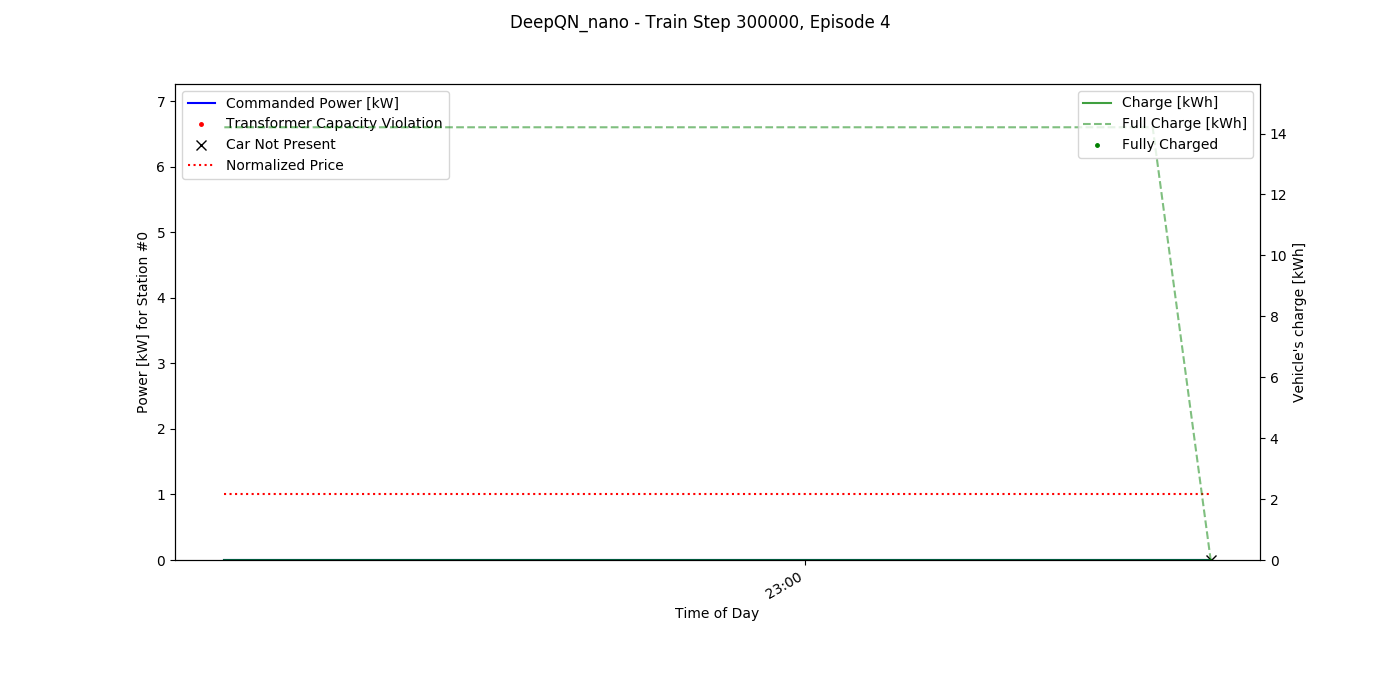 DeepQN_nano - Train Step 300000, Episode 4
Commanded Power [kW]
Transformer Capacity Violation
Car Not Present
Normalized Price
Charge [kWh]
Full Charge [kWh]
Fully Charged
7
6
5
4
3
2
1
0
Power [kW] for Station #0
14
12
10
8
6
4
2
0
Vehicle's charge [kWh]
23:00
Time of Day